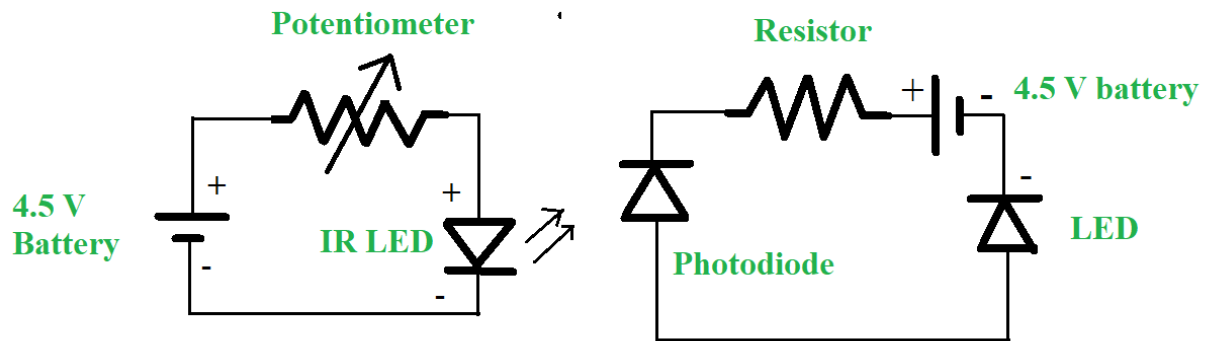 Potentiometer
Resistor
+ - 4.5 V battery
+ + -
4.5 V
Battery
IR LED
LED
- Photodiode
-